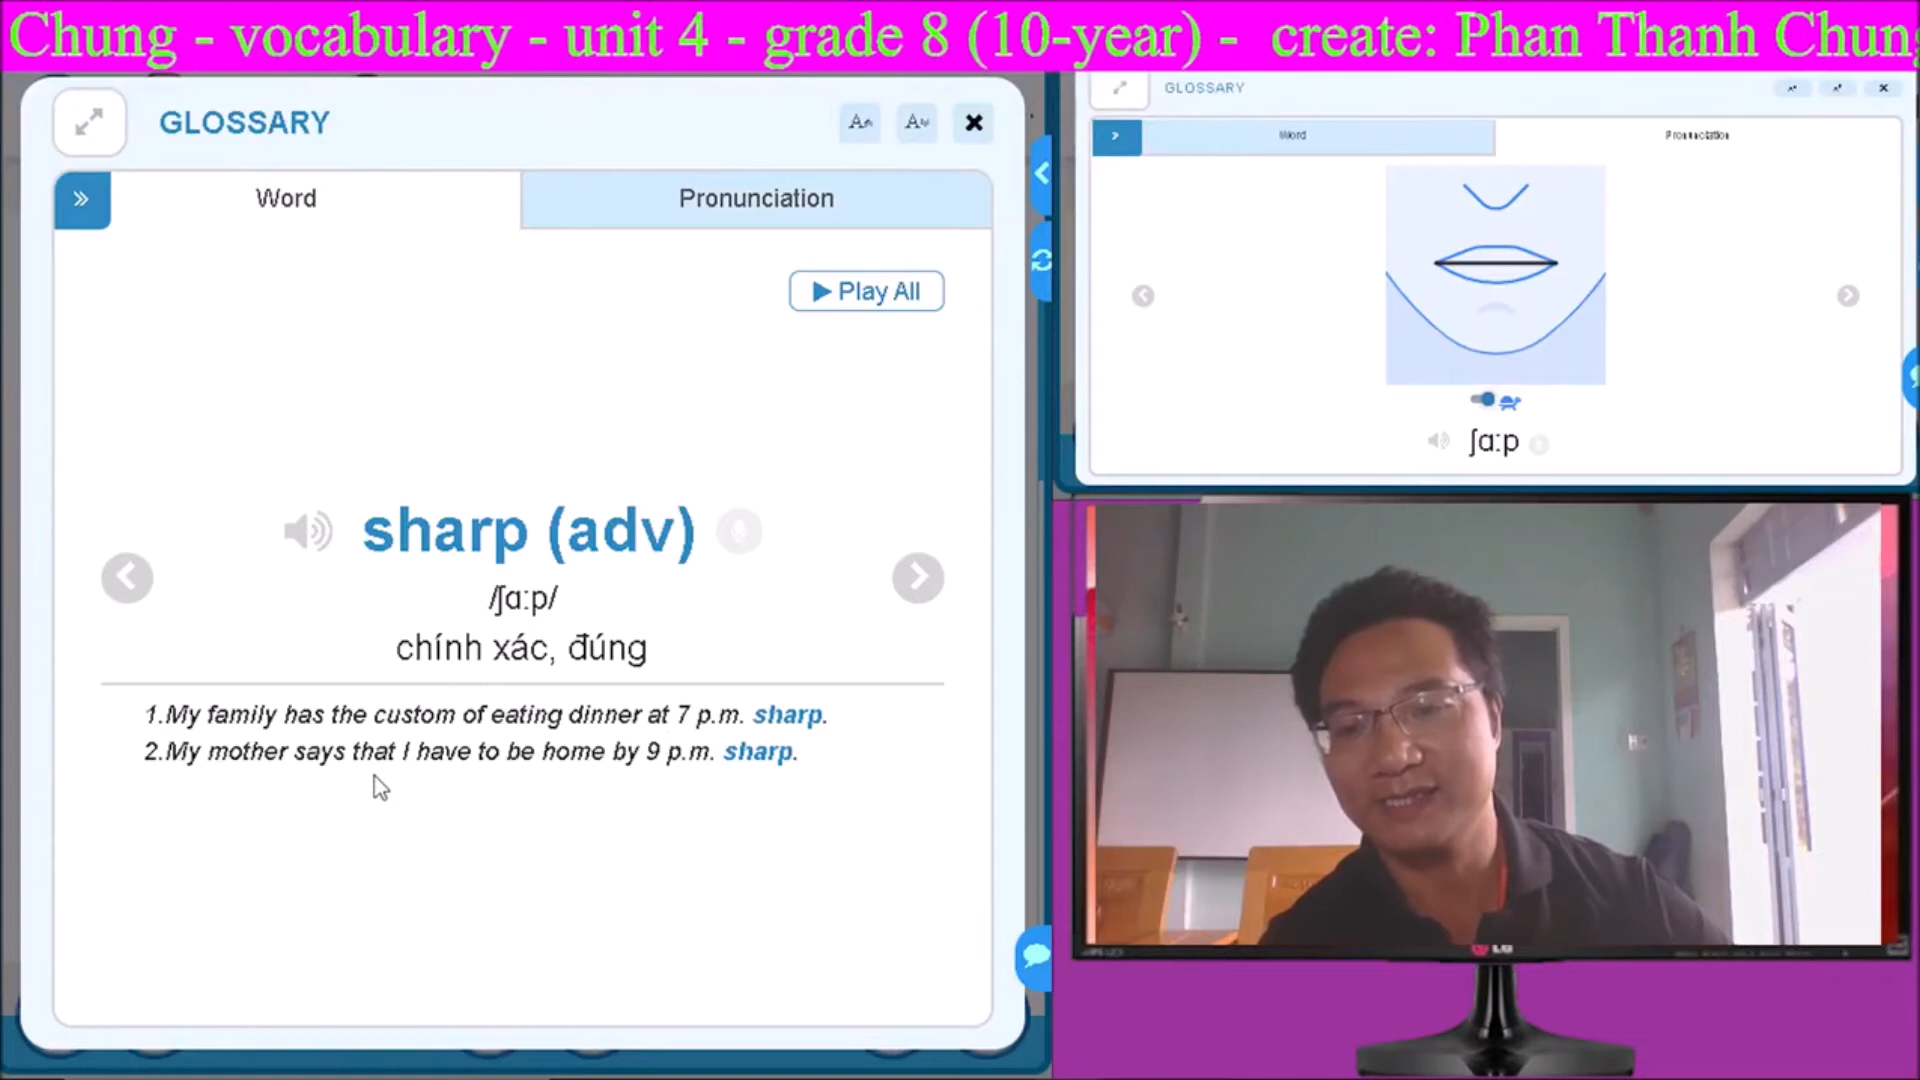 Chung - vocabulary - unit 4 - grade 8 (10-year) - create: Phan Thanh Chung
GLOSSARY
Word
Pronunciation
Play All
sharp (adv)
/ʃɑːp/
chính xác, đúng
1.My family has the custom of eating dinner at 7 p.m. sharp.
2.My mother says that I have to be home by 9 p.m. sharp.
GLOSSARY
Word
Pronunciation
ʃɑːp
LG